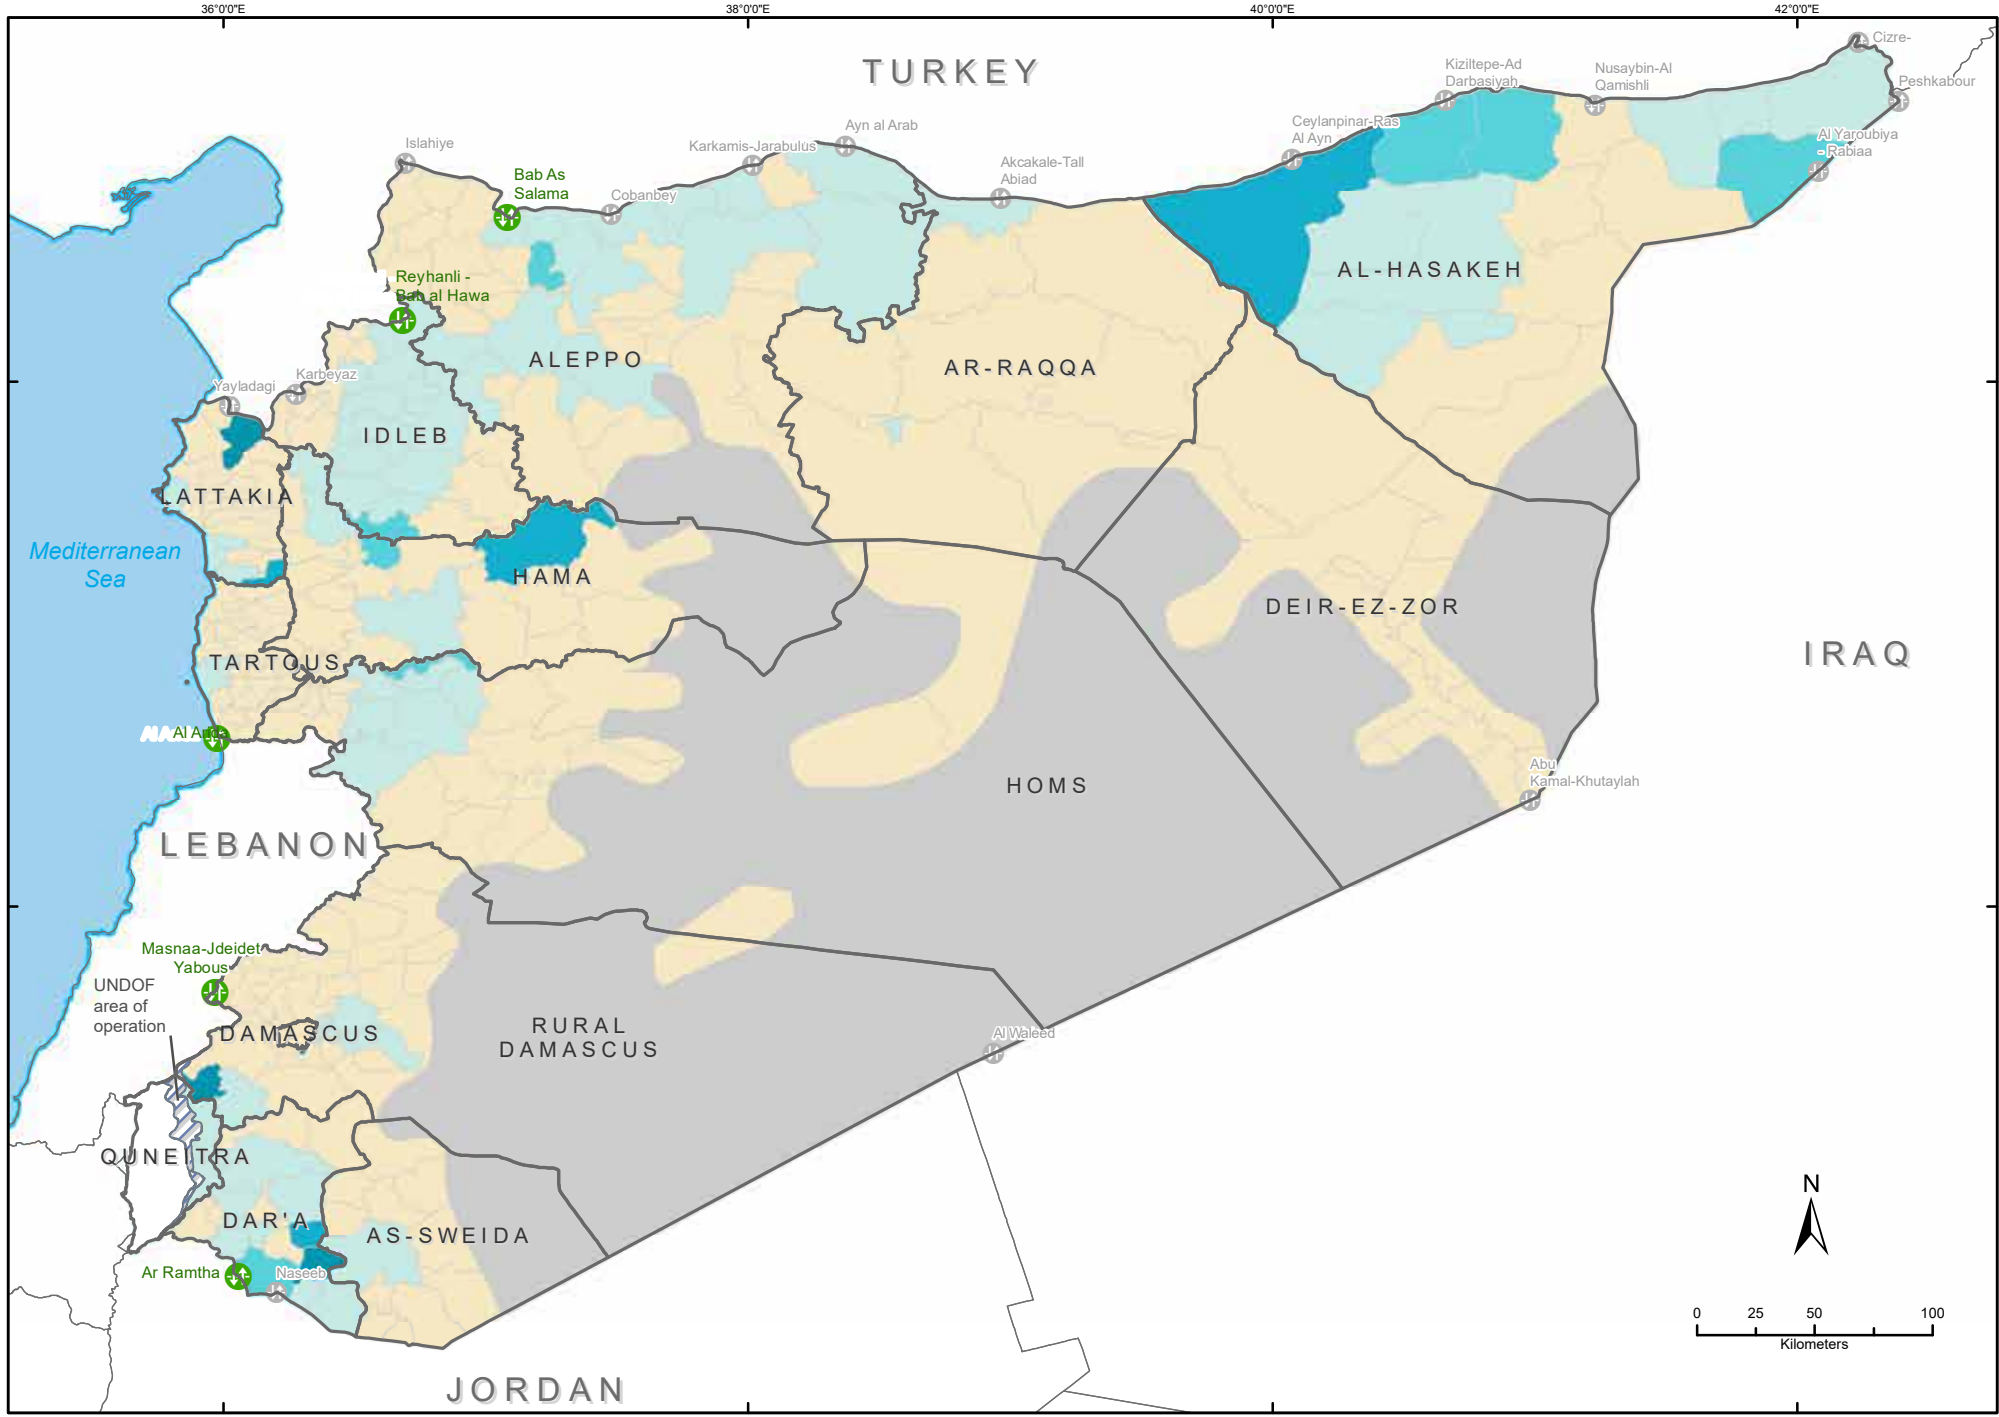 36°0'0"E
38°0'0"E
40°0'0"E
42°0'0"E
TURKEY
Cizre-
Kiziltepe-Ad
Darbasiyah
Nusaybin-Al
Qamishli
Peshkabour
Ayn al Arab
Ceylanpinar-Ras
Al Ayn
Al Yaroubiya
- Rabiaa
Islahiye
Karkamis-Jarabulus
Akcakale-Tall
Abiad
Bab As
Salama
Cobanbey
Reyhanli -
Bab al Hawa
AL-HASAKEH
ALEPPO
AR-RAQQA
Karbeyaz
Yayladagi
IDLEB
LATTAKIA
Mediterranean
Sea
HAMA
DEIR-EZ-ZOR
TARTOUS
IRAQ
Al Arida
Abu
Kamal-Khutaylah
HOMS
LEBANON
Masnaa-Jdeidet
Yabous
UNDOF
area of
operation
DAMASCUS
RURAL
DAMASCUS
Al Waleed
QUNEITRA
N
DAR'A
AS-SWEIDA
Ar Ramtha
Naseeb
0 25 50 100
Kilometers
JORDAN